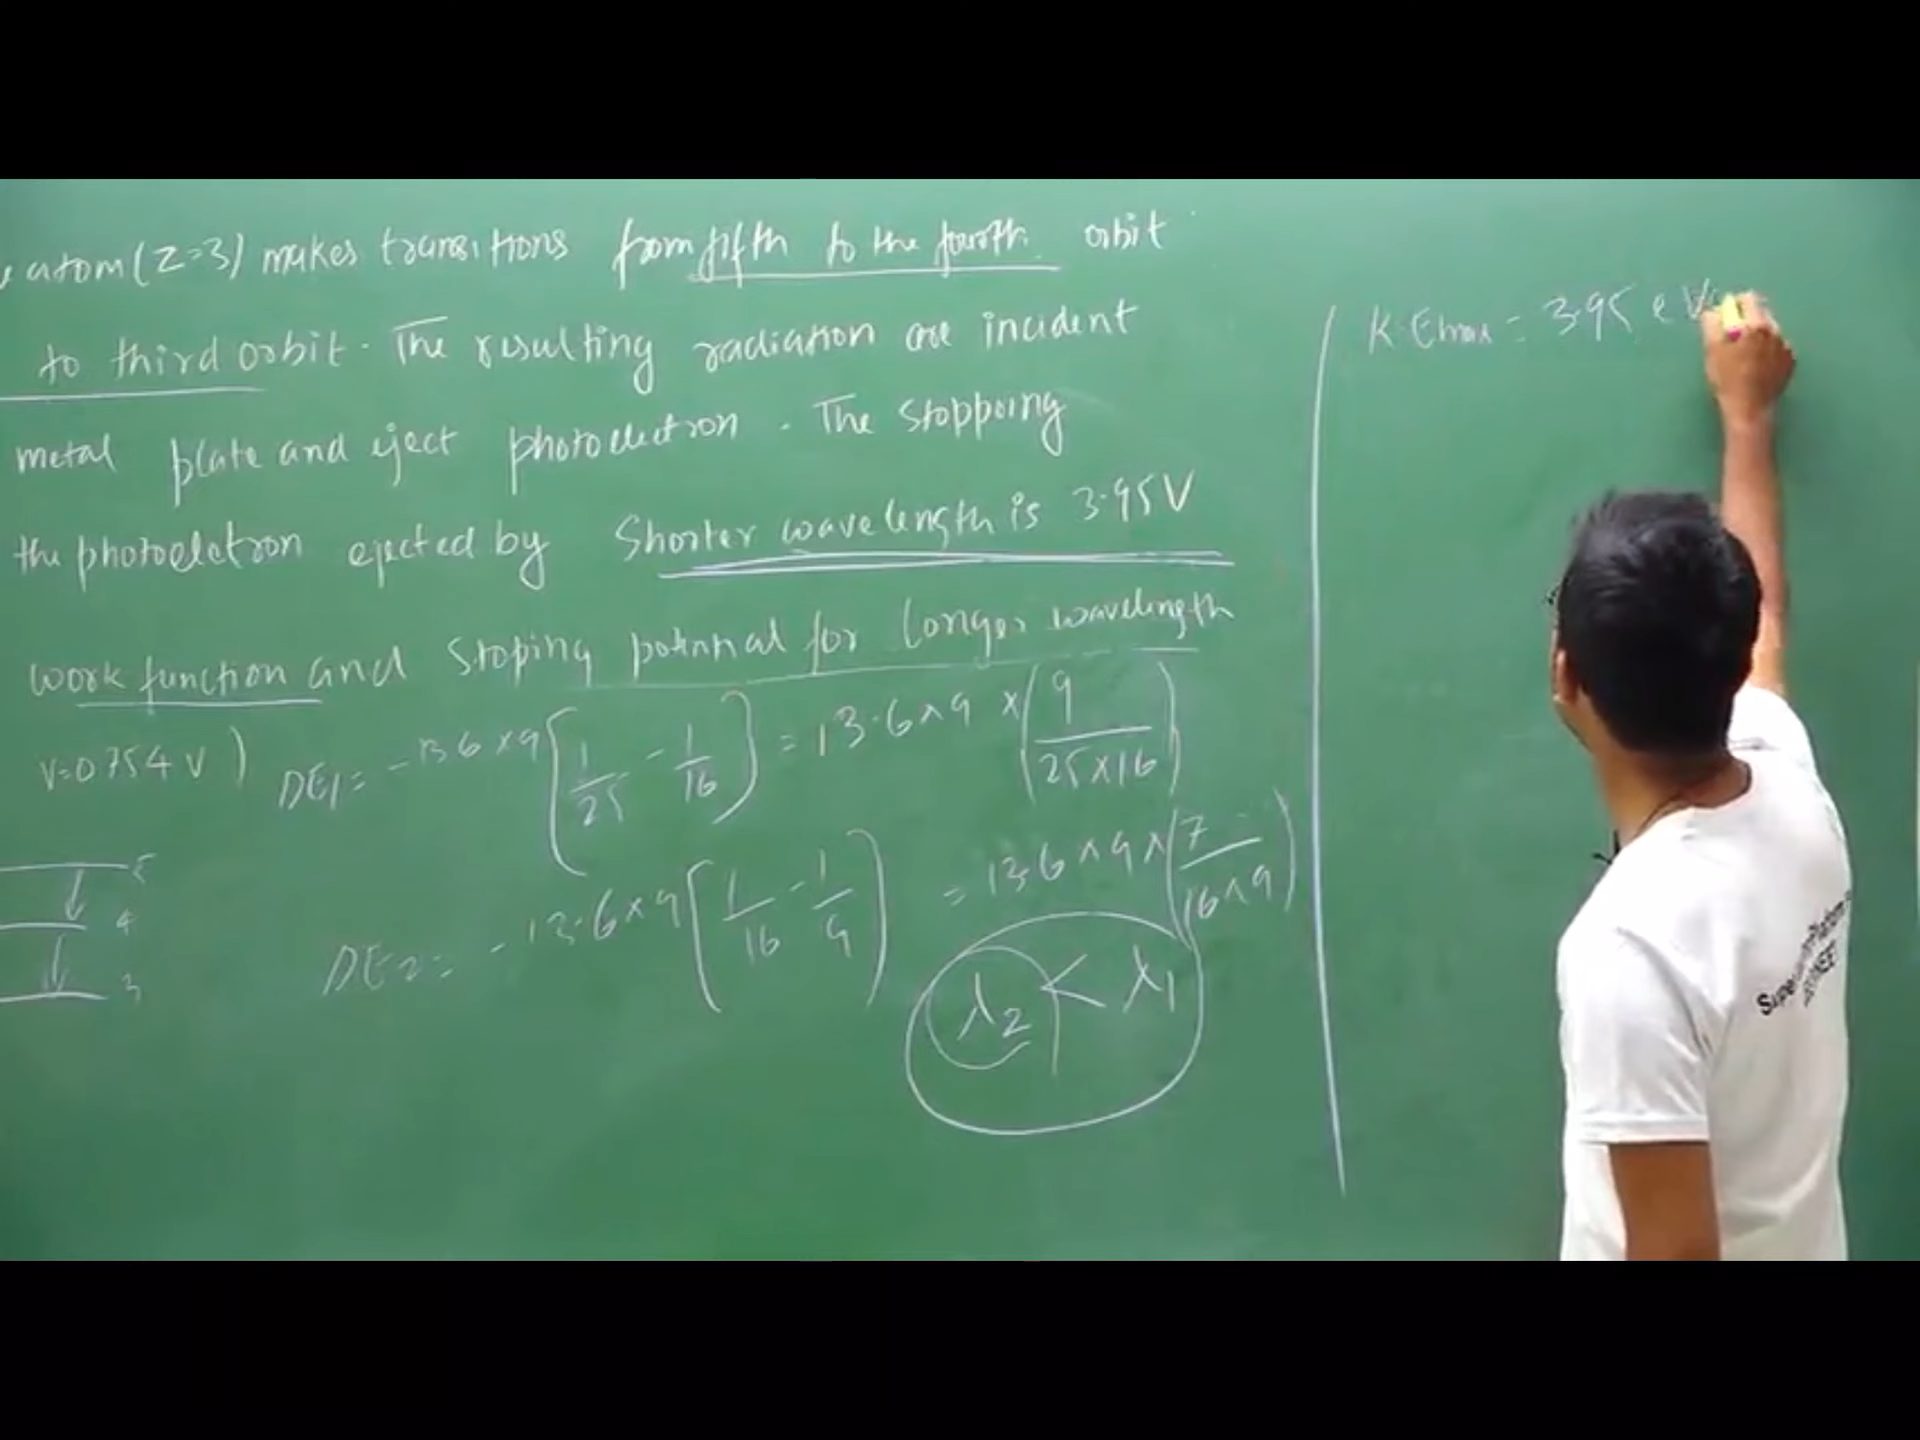 atom (Z=3) makes transitions from fifth to the fourth orbit
to third orbit. The resulting radiation are incident
metal plate and eject photoelectron. The stopping
the photoelctron ejected by Shorter wavelength is 3.95V
work function and Stoping potential for longer wavelength
V=0.754V)
DE1 = -13.6×9 [1/25 - 1/16) = 13.6×9 × (9/25×16)
5
4
3
DE2 = -13.6×9 [1/16 - 1/9) = 13.6×9×(7/16×9)
λ2 < λ1
K.Emax = 3.95 eV